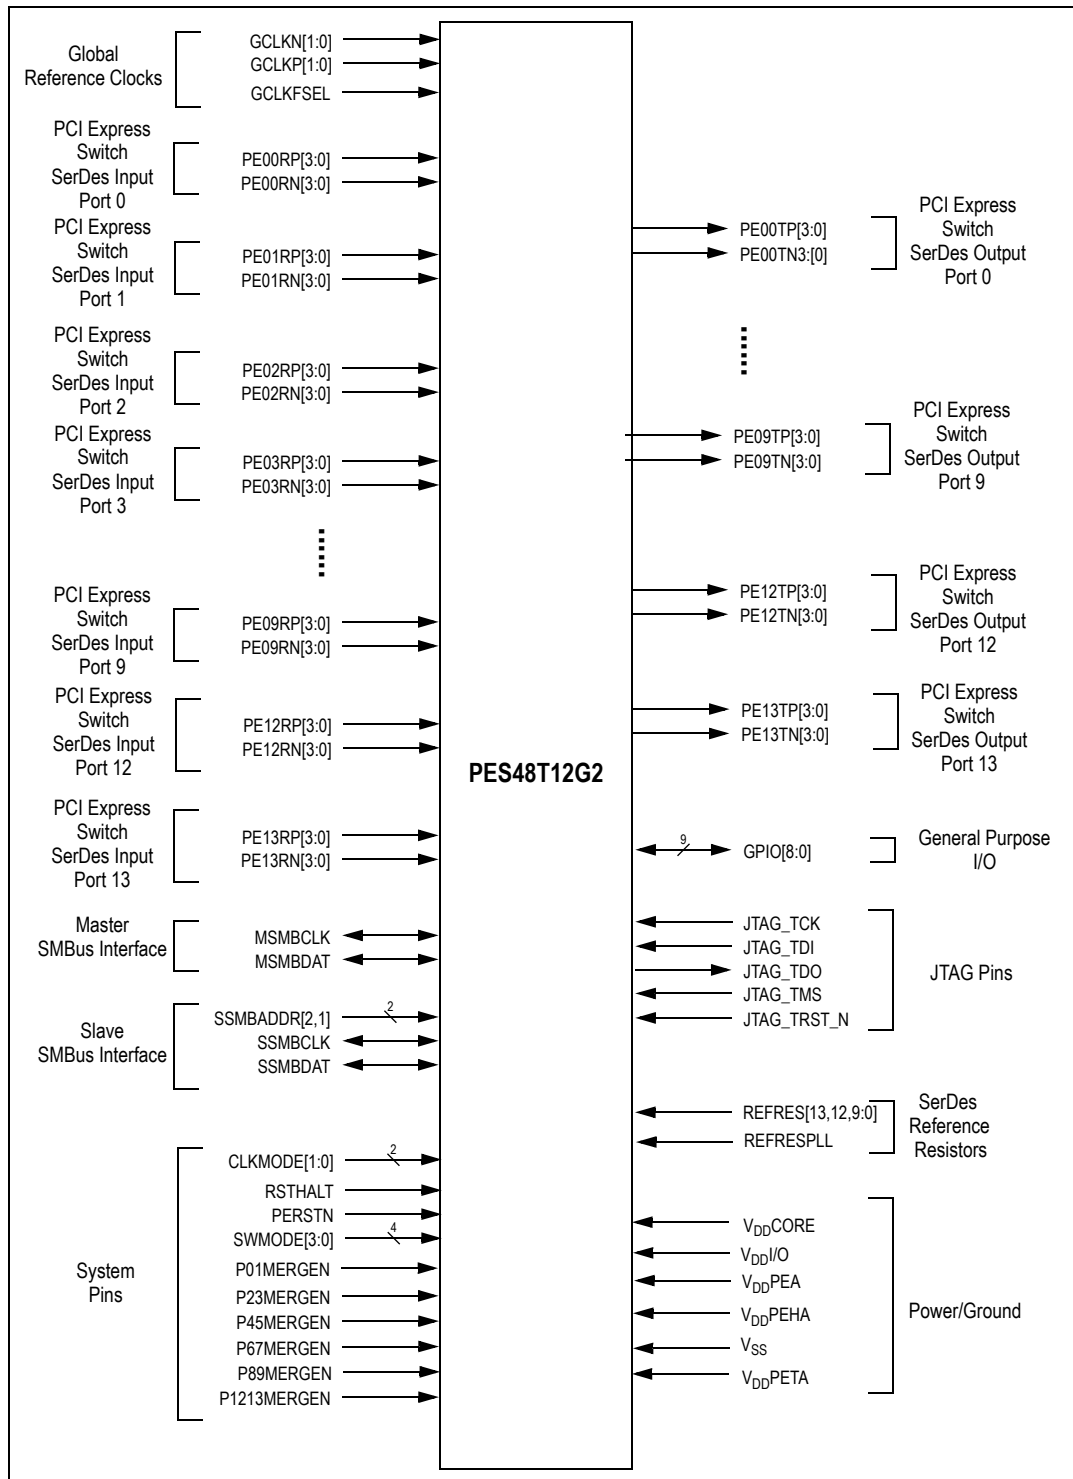 Global
Reference Clocks
GCLKN[1:0]
GCLKP[1:0]
GCLKFSEL
PCI Express
Switch
SerDes Input
Port 0
PE00RP[3:0]
PE00RN[3:0]
PCI Express
Switch
SerDes Input
Port 1
PE01RP[3:0]
PE01RN[3:0]
PCI Express
Switch
SerDes Input
Port 2
PE02RP[3:0]
PE02RN[3:0]
PCI Express
Switch
SerDes Input
Port 3
PE03RP[3:0]
PE03RN[3:0]
PCI Express
Switch
SerDes Input
Port 9
PE09RP[3:0]
PE09RN[3:0]
PCI Express
Switch
SerDes Input
Port 12
PE12RP[3:0]
PE12RN[3:0]
PCI Express
Switch
SerDes Input
Port 13
PE13RP[3:0]
PE13RN[3:0]
Master
SMBus Interface
MSMBCLK
MSMBDAT
Slave
SMBus Interface
SSMBADDR[2,1]
2
SSMBCLK
SSMBDAT
System
Pins
CLKMODE[1:0]
2
RSTHALT
PERSTN
SWMODE[3:0]
4
P01MERGEN
P23MERGEN
P45MERGEN
P67MERGEN
P89MERGEN
P1213MERGEN
PES48T12G2
PE00TP[3:0]
PE00TN3:[0]
PCI Express
Switch
SerDes Output
Port 0
PE09TP[3:0]
PE09TN[3:0]
PCI Express
Switch
SerDes Output
Port 9
PE12TP[3:0]
PE12TN[3:0]
PCI Express
Switch
SerDes Output
Port 12
PE13TP[3:0]
PE13TN[3:0]
PCI Express
Switch
SerDes Output
Port 13
9
GPIO[8:0]
General Purpose
I/O
JTAG_TCK
JTAG_TDI
JTAG_TDO
JTAG_TMS
JTAG_TRST_N
JTAG Pins
REFRES[13,12,9:0]
REFRESPLL
SerDes
Reference
Resistors
VDDCORE
VDDI/O
VDDPEA
VDDPEHA
VSS
VDDPETA
Power/Ground